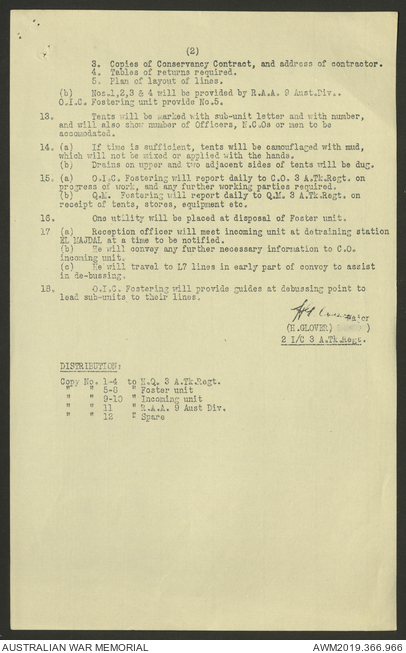 (2)
3. Copies of Conservancy Contract, and address of contractor.
4. Tables of returns required.
5. Plan of layout of lines.
(b) Nos.1,2,3 & 4 will be provided by R.A.A. 9 Aust.Div..
O.I.C. Fostering unit provide No.5.
13. Tents will be marked with sub-unit letter and with number,
and will also show number of Officers, N.C.Os or men to be
accomodated.
14. (a) If time is sufficient, tents will be camouflaged with mud,
which will not be mixed or applied with the hands.
(b) Drains on upper and two adjacent sides of tents will be dug.
15. (a) O.I.C. Fostering will report daily to C.O. 3 A.Tk.Regt. on
progress of work, and any further working parties required.
(b) Q.M. Fostering will report daily to Q.M. 3 A.Tk.Regt. on
receipt of tents, stores, equipment etc.
16. One utility will be placed at disposal of Foster unit.
17 (a) Reception officer will meet incoming unit at detraining station
EL MAJDAL at a time to be notified.
(b) He will convey any further necessary information to C.O.
incoming unit.
(c) He will travel to L7 lines in early part of convoy to assist
in de-bussing.
18. O.I.C. Fostering will provide guides at debussing point to
lead sub-units to their lines.
Major
(H.GLOVER) )
2 I/C 3 A.Tk.Regt.
DISTRIBUTION:
Copy No. 1-4 to H.Q. 3 A.Tk.Regt.
" " 5-8 " Foster unit
" " 9-10 " Incoming unit
" " 11 " R.A.A. 9 Aust Div.
" " 12 " Spare
AUSTRALIAN WAR MEMORIAL
AWM2019.366.966